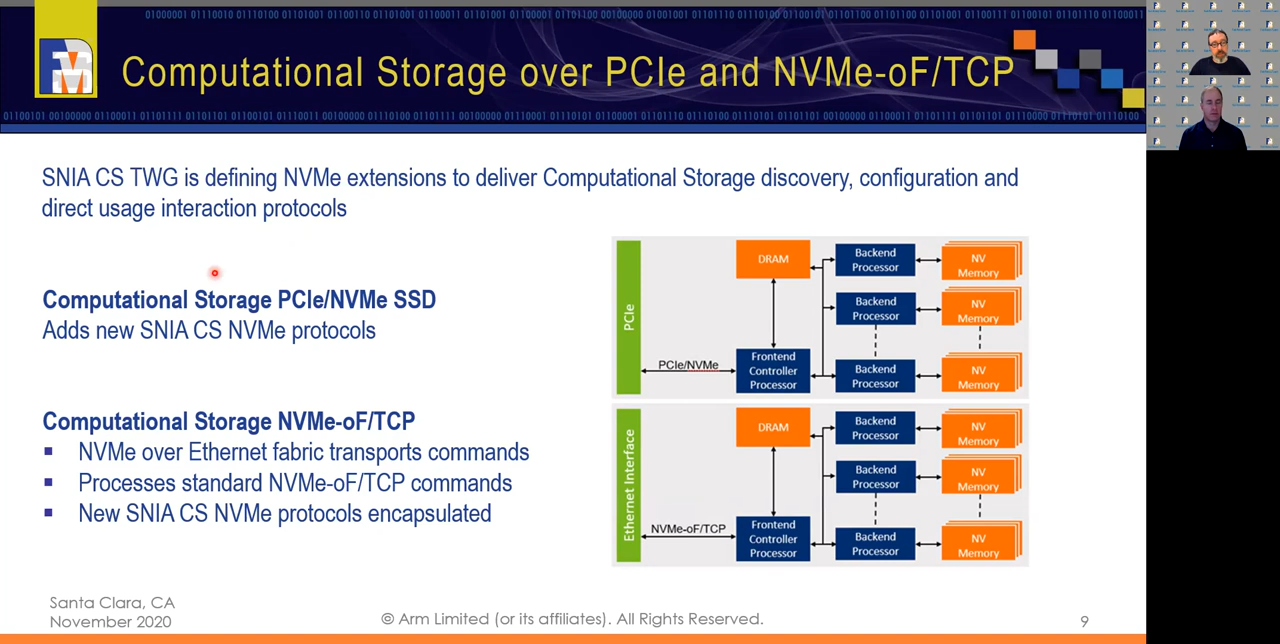 Computational Storage over PCIe and NVMe-oF/TCP
SNIA CS TWG is defining NVMe extensions to deliver Computational Storage discovery, configuration and
direct usage interaction protocols
Computational Storage PCIe/NVMe SSD
Adds new SNIA CS NVMe protocols
Computational Storage NVMe-oF/TCP
NVMe over Ethernet fabric transports commands
Processes standard NVMe-oF/TCP commands
New SNIA CS NVMe protocols encapsulated
PCIe
PCIe/NVMe
DRAM
Frontend
Controller
Processor
Backend
Processor
NV
Memory
Backend
Processor
NV
Memory
Backend
Processor
NV
Memory
Ethernet Interface
NVMe-oF/TCP
DRAM
Frontend
Controller
Processor
Backend
Processor
NV
Memory
Backend
Processor
NV
Memory
Backend
Processor
NV
Memory
Santa Clara, CA
November 2020
© Arm Limited (or its affiliates). All Rights Reserved.
9